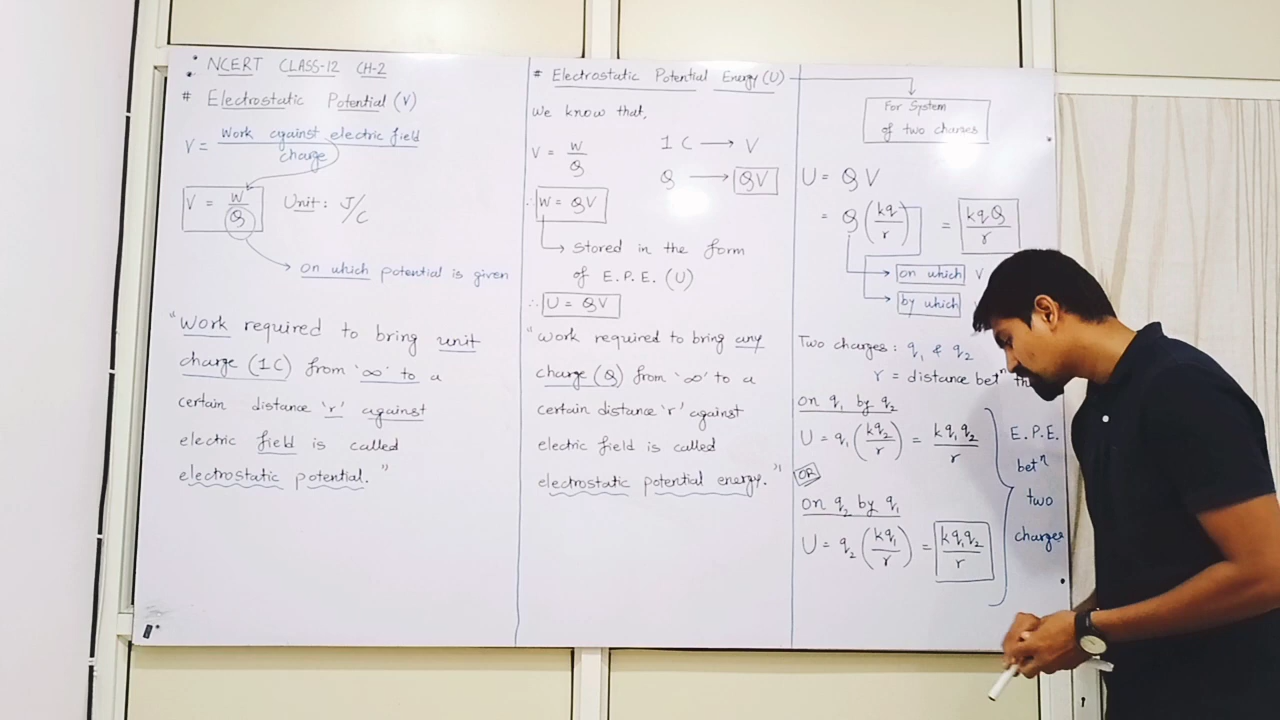 NCERT CLASS-12 CH-2
# Electrostatic Potential (V)
V = Work against electric field / charge
V = W/Q Unit: J/C
on which potential is given
"Work required to bring unit
charge (1C) from '∞' to a
certain distance 'r' against
electric field is called
electrostatic potential."
# Electrostatic Potential Energy (U)
We know that,
V = W/Q
1 C → V
Q → QV
∴ W = QV
→ stored in the form
of E.P.E. (U)
∴ U = QV
"Work required to bring any
charge (Q) from '∞' to a
certain distance 'r' against
electric field is called
electrostatic potential energy."
For System
of two charges
U = QV
= Q (kq/r) = kqQ/r
on which V
by which
Two charges: q₁ & q₂
r = distance betⁿ
on q₁ by q₂
U = q₁ (kq₂/r) = kq₁q₂/r
OR
on q₂ by q₁
U = q₂ (kq₁/r) = kq₁q₂/r
E.P.E.
betⁿ
two
charges